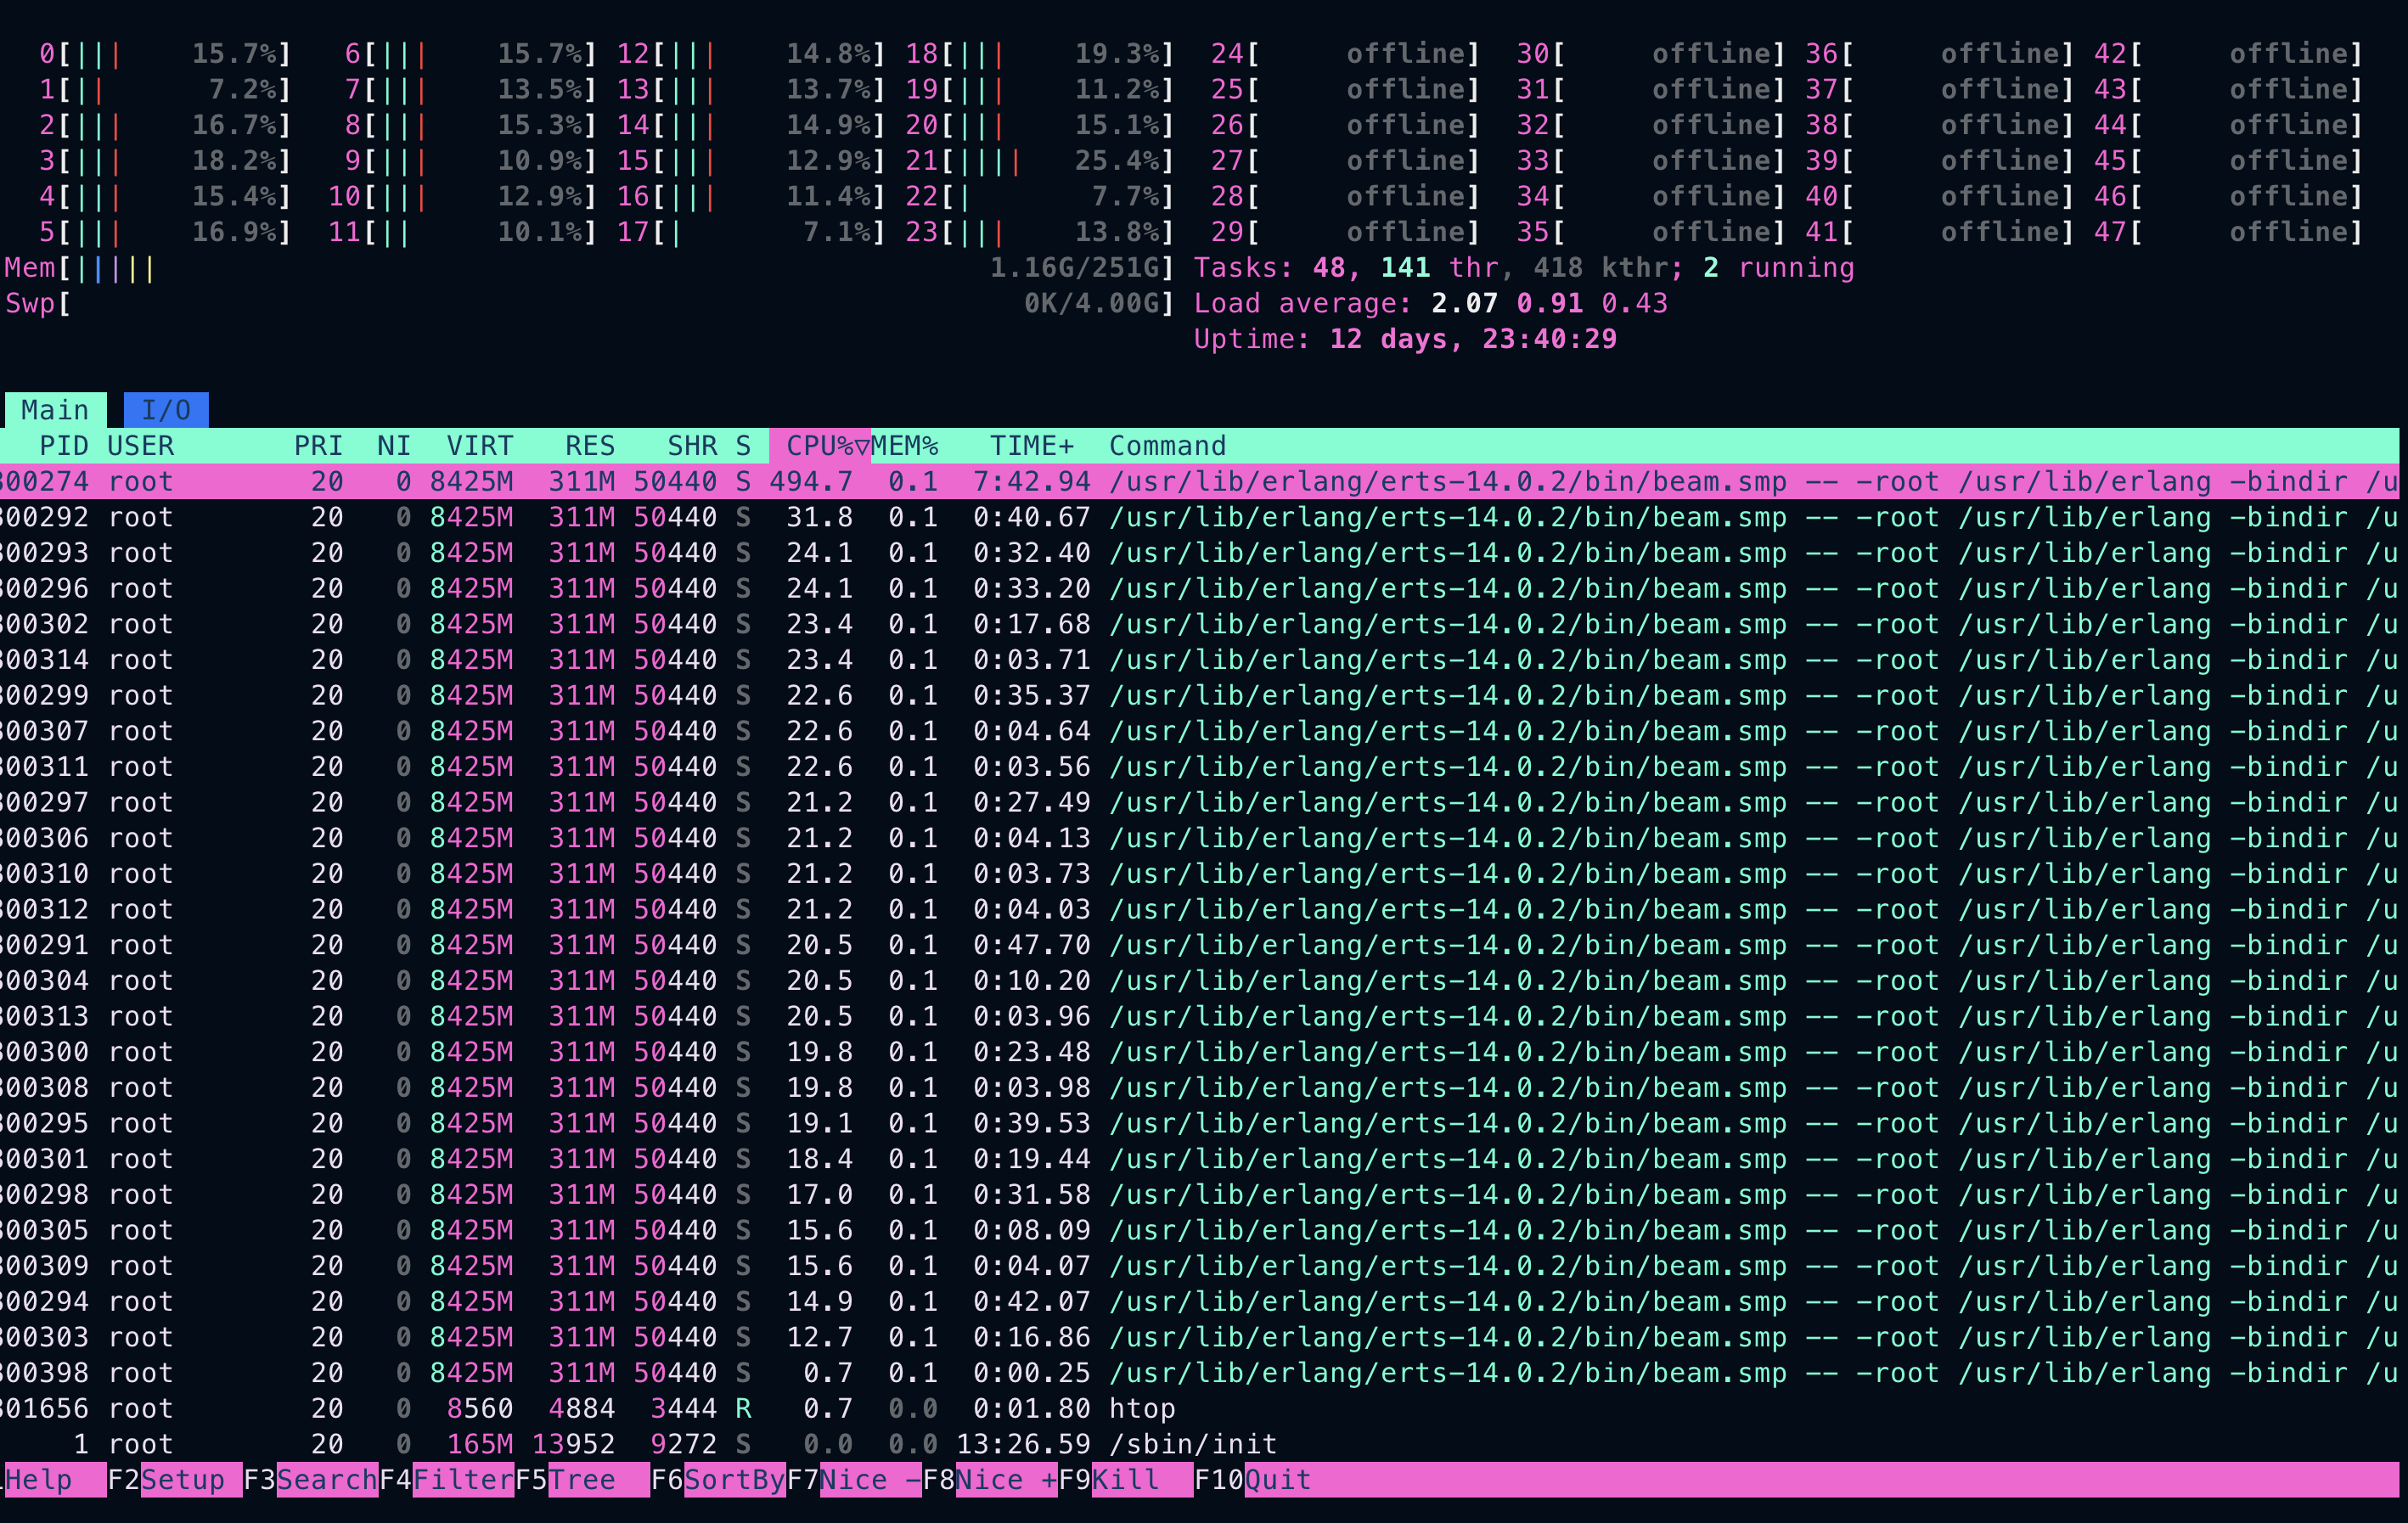 0[||| 15.7%] 6[||| 15.7%] 12[||| 14.8%] 18[||| 19.3%] 24[ offline] 30[ offline] 36[ offline] 42[ offline]
1[|| 7.2%] 7[||| 13.5%] 13[||| 13.7%] 19[||| 11.2%] 25[ offline] 31[ offline] 37[ offline] 43[ offline]
2[||| 16.7%] 8[||| 15.3%] 14[||| 14.9%] 20[||| 15.1%] 26[ offline] 32[ offline] 38[ offline] 44[ offline]
3[||| 18.2%] 9[||| 10.9%] 15[||| 12.9%] 21[|||| 25.4%] 27[ offline] 33[ offline] 39[ offline] 45[ offline]
4[||| 15.4%] 10[||| 12.9%] 16[||| 11.4%] 22[| 7.7%] 28[ offline] 34[ offline] 40[ offline] 46[ offline]
5[||| 16.9%] 11[|| 10.1%] 17[| 7.1%] 23[||| 13.8%] 29[ offline] 35[ offline] 41[ offline] 47[ offline]
Mem[||||| 1.16G/251G] Tasks: 48, 141 thr, 418 kthr; 2 running
Swp[ 0K/4.00G] Load average: 2.07 0.91 0.43
Uptime: 12 days, 23:40:29
Main I/O
PID USER PRI NI VIRT RES SHR S CPU%▽MEM% TIME+ Command
300274 root 20 0 8425M 311M 50440 S 494.7 0.1 7:42.94 /usr/lib/erlang/erts-14.0.2/bin/beam.smp -- -root /usr/lib/erlang -bindir /u
300292 root 20 0 8425M 311M 50440 S 31.8 0.1 0:40.67 /usr/lib/erlang/erts-14.0.2/bin/beam.smp -- -root /usr/lib/erlang -bindir /u
300293 root 20 0 8425M 311M 50440 S 24.1 0.1 0:32.40 /usr/lib/erlang/erts-14.0.2/bin/beam.smp -- -root /usr/lib/erlang -bindir /u
300296 root 20 0 8425M 311M 50440 S 24.1 0.1 0:33.20 /usr/lib/erlang/erts-14.0.2/bin/beam.smp -- -root /usr/lib/erlang -bindir /u
300302 root 20 0 8425M 311M 50440 S 23.4 0.1 0:17.68 /usr/lib/erlang/erts-14.0.2/bin/beam.smp -- -root /usr/lib/erlang -bindir /u
300314 root 20 0 8425M 311M 50440 S 23.4 0.1 0:03.71 /usr/lib/erlang/erts-14.0.2/bin/beam.smp -- -root /usr/lib/erlang -bindir /u
300299 root 20 0 8425M 311M 50440 S 22.6 0.1 0:35.37 /usr/lib/erlang/erts-14.0.2/bin/beam.smp -- -root /usr/lib/erlang -bindir /u
300307 root 20 0 8425M 311M 50440 S 22.6 0.1 0:04.64 /usr/lib/erlang/erts-14.0.2/bin/beam.smp -- -root /usr/lib/erlang -bindir /u
300311 root 20 0 8425M 311M 50440 S 22.6 0.1 0:03.56 /usr/lib/erlang/erts-14.0.2/bin/beam.smp -- -root /usr/lib/erlang -bindir /u
300297 root 20 0 8425M 311M 50440 S 21.2 0.1 0:27.49 /usr/lib/erlang/erts-14.0.2/bin/beam.smp -- -root /usr/lib/erlang -bindir /u
300306 root 20 0 8425M 311M 50440 S 21.2 0.1 0:04.13 /usr/lib/erlang/erts-14.0.2/bin/beam.smp -- -root /usr/lib/erlang -bindir /u
300310 root 20 0 8425M 311M 50440 S 21.2 0.1 0:03.73 /usr/lib/erlang/erts-14.0.2/bin/beam.smp -- -root /usr/lib/erlang -bindir /u
300312 root 20 0 8425M 311M 50440 S 21.2 0.1 0:04.03 /usr/lib/erlang/erts-14.0.2/bin/beam.smp -- -root /usr/lib/erlang -bindir /u
300291 root 20 0 8425M 311M 50440 S 20.5 0.1 0:47.70 /usr/lib/erlang/erts-14.0.2/bin/beam.smp -- -root /usr/lib/erlang -bindir /u
300304 root 20 0 8425M 311M 50440 S 20.5 0.1 0:10.20 /usr/lib/erlang/erts-14.0.2/bin/beam.smp -- -root /usr/lib/erlang -bindir /u
300313 root 20 0 8425M 311M 50440 S 20.5 0.1 0:03.96 /usr/lib/erlang/erts-14.0.2/bin/beam.smp -- -root /usr/lib/erlang -bindir /u
300300 root 20 0 8425M 311M 50440 S 19.8 0.1 0:23.48 /usr/lib/erlang/erts-14.0.2/bin/beam.smp -- -root /usr/lib/erlang -bindir /u
300308 root 20 0 8425M 311M 50440 S 19.8 0.1 0:03.98 /usr/lib/erlang/erts-14.0.2/bin/beam.smp -- -root /usr/lib/erlang -bindir /u
300295 root 20 0 8425M 311M 50440 S 19.1 0.1 0:39.53 /usr/lib/erlang/erts-14.0.2/bin/beam.smp -- -root /usr/lib/erlang -bindir /u
300301 root 20 0 8425M 311M 50440 S 18.4 0.1 0:19.44 /usr/lib/erlang/erts-14.0.2/bin/beam.smp -- -root /usr/lib/erlang -bindir /u
300298 root 20 0 8425M 311M 50440 S 17.0 0.1 0:31.58 /usr/lib/erlang/erts-14.0.2/bin/beam.smp -- -root /usr/lib/erlang -bindir /u
300305 root 20 0 8425M 311M 50440 S 15.6 0.1 0:08.09 /usr/lib/erlang/erts-14.0.2/bin/beam.smp -- -root /usr/lib/erlang -bindir /u
300309 root 20 0 8425M 311M 50440 S 15.6 0.1 0:04.07 /usr/lib/erlang/erts-14.0.2/bin/beam.smp -- -root /usr/lib/erlang -bindir /u
300294 root 20 0 8425M 311M 50440 S 14.9 0.1 0:42.07 /usr/lib/erlang/erts-14.0.2/bin/beam.smp -- -root /usr/lib/erlang -bindir /u
300303 root 20 0 8425M 311M 50440 S 12.7 0.1 0:16.86 /usr/lib/erlang/erts-14.0.2/bin/beam.smp -- -root /usr/lib/erlang -bindir /u
300398 root 20 0 8425M 311M 50440 S 0.7 0.1 0:00.25 /usr/lib/erlang/erts-14.0.2/bin/beam.smp -- -root /usr/lib/erlang -bindir /u
301656 root 20 0 8560 4884 3444 R 0.7 0.0 0:01.80 htop
1 root 20 0 165M 13952 9272 S 0.0 0.0 13:26.59 /sbin/init
Help F2Setup F3SearchF4FilterF5Tree F6SortByF7Nice -F8Nice +F9Kill F10Quit